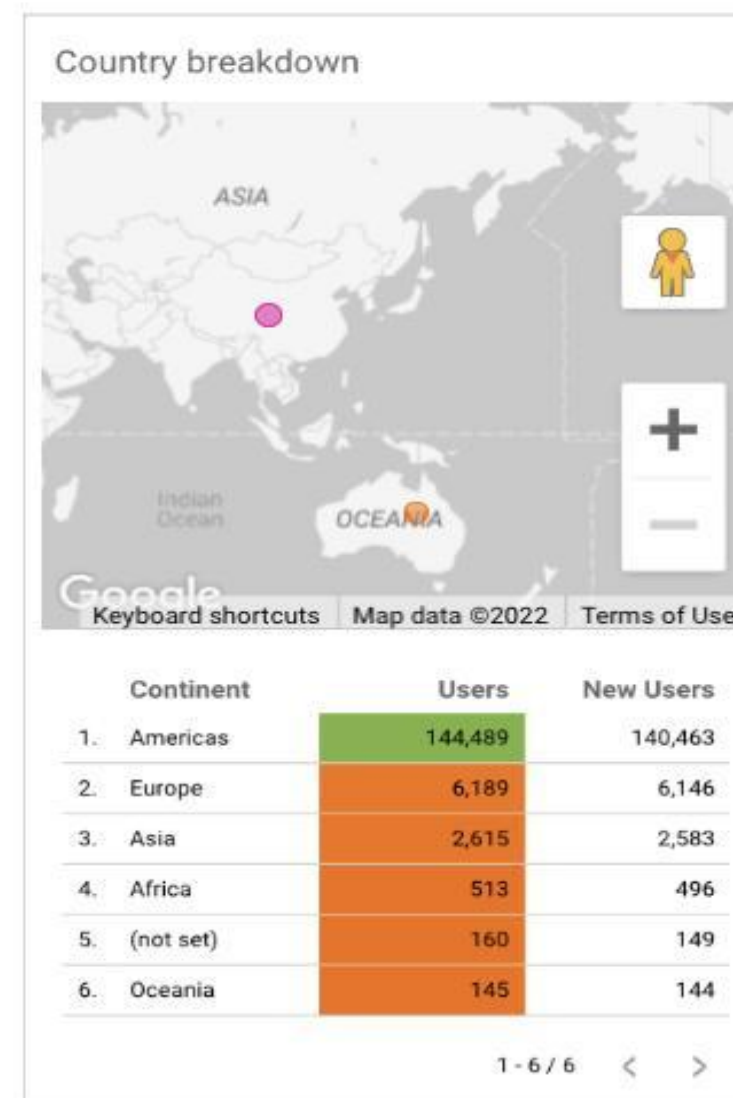 Country breakdown
ASIA
Indian
Ocean
OCEANIA
Google
Keyboard shortcuts Map data ©2022 Terms of Use
Continent Users New Users
1. Americas 144,489 140,463
2. Europe 6,189 6,146
3. Asia 2,615 2,583
4. Africa 513 496
5. (not set) 160 149
6. Oceania 145 144
1 - 6 / 6 < >